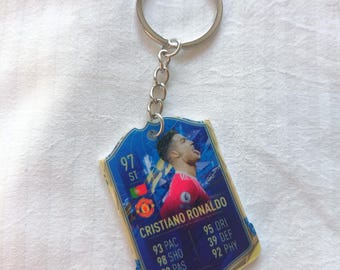 97
ST
CRISTIANO RONALDO
93 PAC 95 DRI
98 SHO 39 DEF
PAS 92 PHY